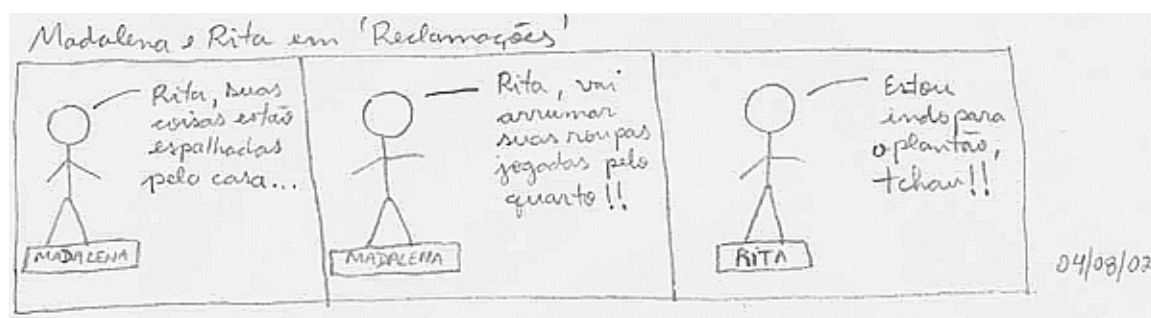 Madalena e Rita em 'Reclamações'
Rita, suas
coisas estão
espalhadas
pela casa...
MADALENA
Rita, vai
arrumar
suas roupas
jogadas pelo
quarto!!
MADALENA
Estou
indo para
o plantão,
tchau!!
RITA
04/08/02